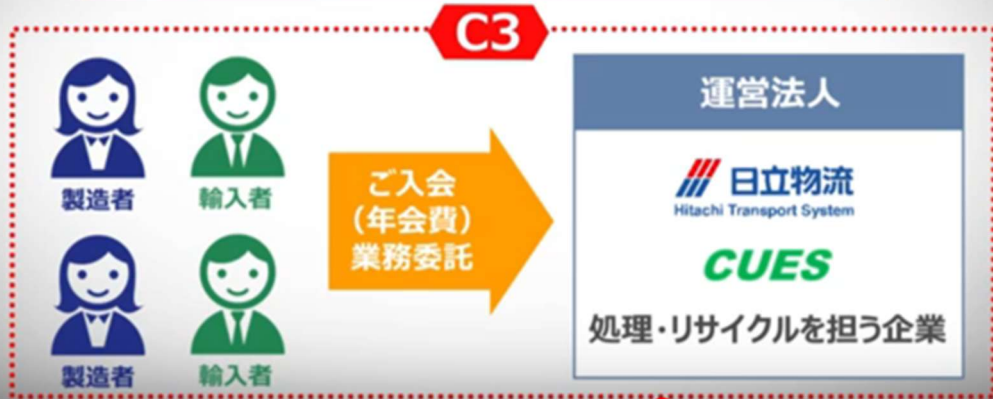 C3
製造者
輸入者
製造者
輸入者
ご入会
（年会費）
業務委託
運営法人
日立物流
Hitachi Transport System
CUES
処理・リサイクルを担う企業